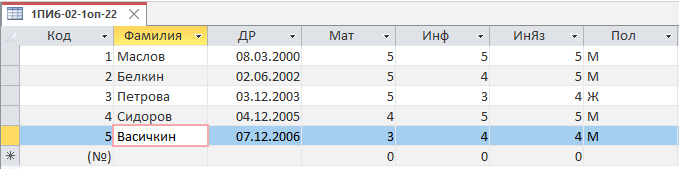 1ПИб-02-1оп-22
Код Фамилия ДР Мат Инф ИнЯз Пол
1 Маслов 08.03.2000 5 5 5 М
2 Белкин 02.06.2002 5 4 5 М
3 Петрова 03.12.2003 5 3 4 Ж
4 Сидоров 04.12.2005 4 5 5 М
5 Васичкин 07.12.2006 3 4 4 М
(№) 0 0 0